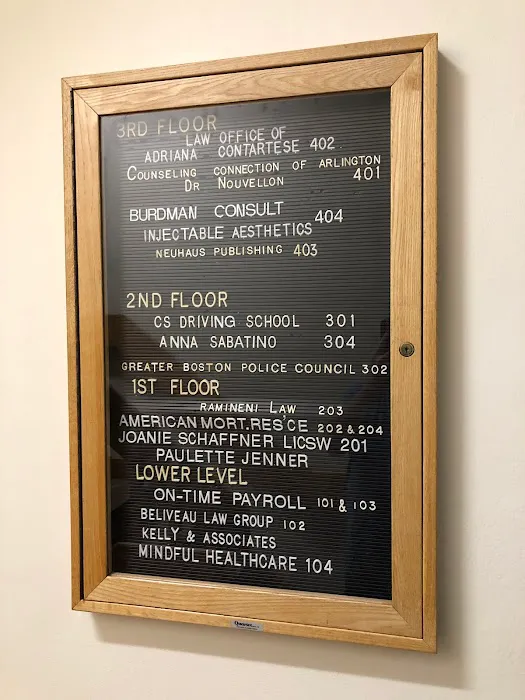 3RD FLOOR
LAW OFFICE OF
ADRIANA CONTARTESE 402
COUNSELING CONNECTION OF ARLINGTON
DR NOUVELLON 401
BURDMAN CONSULT 404
INJECTABLE AESTHETICS
NEUHAUS PUBLISHING 403
2ND FLOOR
CS DRIVING SCHOOL 301
ANNA SABATINO 304
GREATER BOSTON POLICE COUNCIL 302
1ST FLOOR
RAMINENI LAW 203
AMERICAN MORT.RES'CE 202 & 204
JOANIE SCHAFFNER LICSW 201
PAULETTE JENNER
LOWER LEVEL
ON-TIME PAYROLL 101 & 103
BELIVEAU LAW GROUP 102
KELLY & ASSOCIATES
MINDFUL HEALTHCARE 104